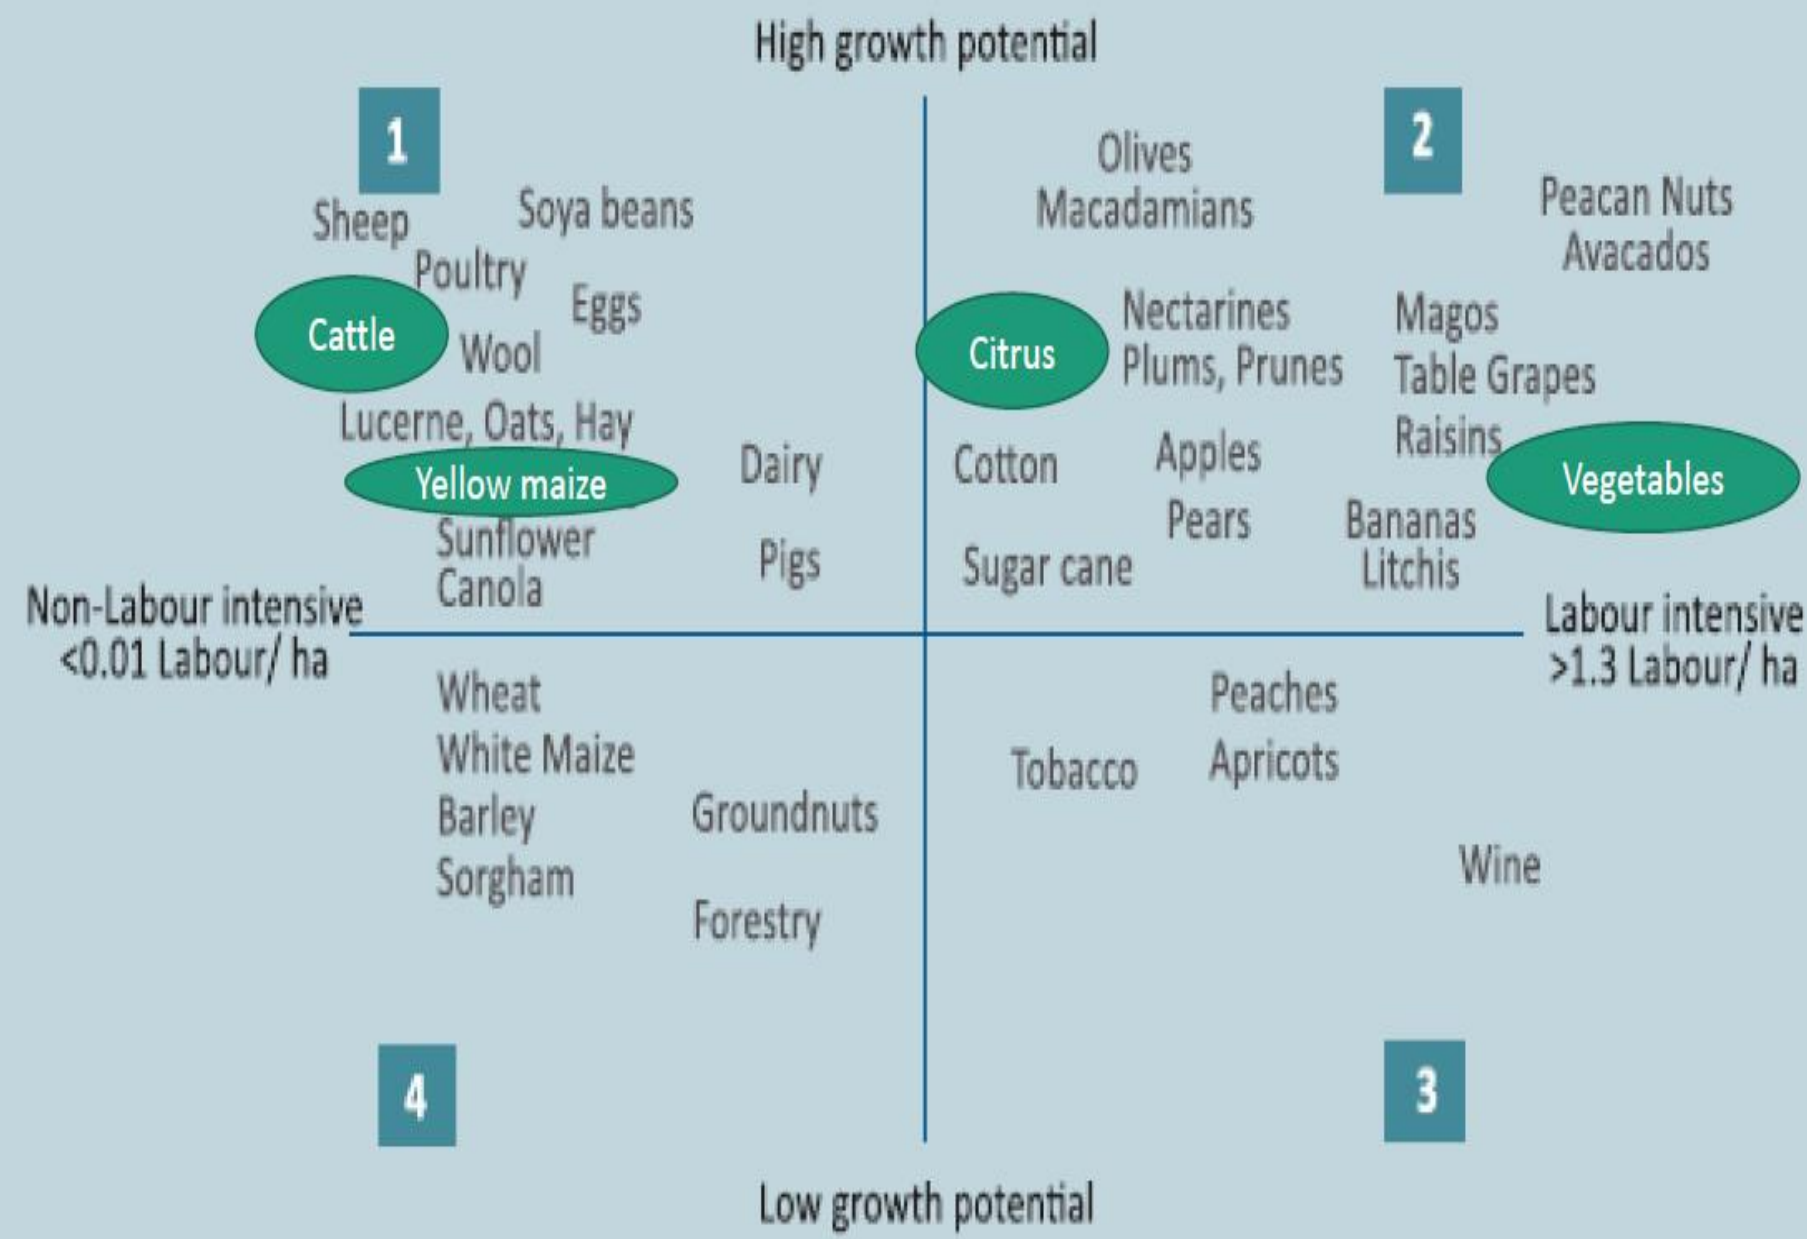 High growth potential
1
Sheep
Soya beans
Poultry
Eggs
Cattle
Wool
Lucerne, Oats, Hay
Yellow maize
Dairy
Sunflower
Canola
Pigs
2
Olives
Macadamians
Peacan Nuts
Avacados
Citrus
Nectarines
Plums, Prunes
Magos
Table Grapes
Raisins
Cotton
Apples
Pears
Vegetables
Bananas
Litchis
Sugar cane
Non-Labour intensive
<0.01 Labour/ ha
Labour intensive
>1.3 Labour/ ha
Wheat
White Maize
Barley
Sorgham
Groundnuts
Forestry
4
Peaches
Apricots
Tobacco
Wine
3
Low growth potential